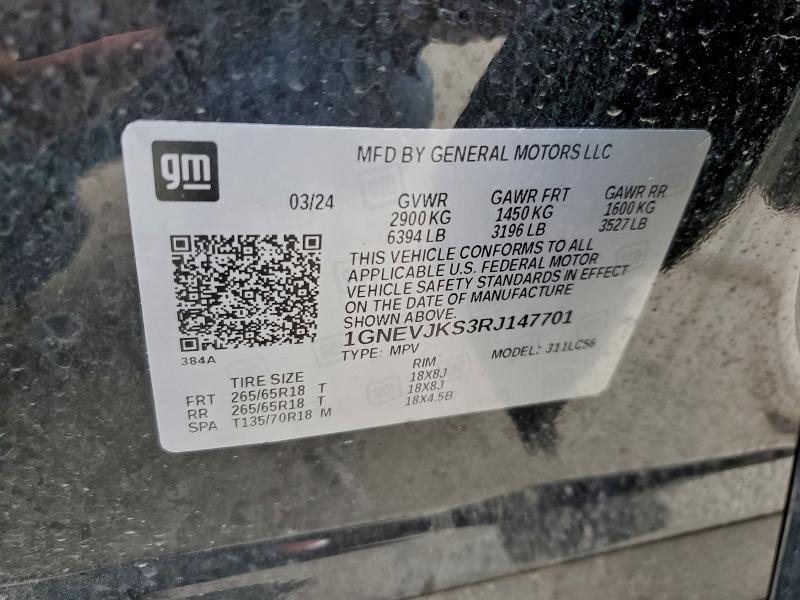 gm
MFD BY GENERAL MOTORS LLC
03/24 GVWR GAWR FRT GAWR RR
2900 KG 1450 KG 1600 KG
6394 LB 3196 LB 3527 LB
THIS VEHICLE CONFORMS TO ALL
APPLICABLE U.S. FEDERAL MOTOR
VEHICLE SAFETY STANDARDS IN EFFECT
ON THE DATE OF MANUFACTURE
SHOWN ABOVE.
1GNEVJKS3RJ147701
384A
TYPE: MPV MODEL: 311LC56
TIRE SIZE RIM
FRT 265/65R18 T 18X8J
RR 265/65R18 T 18X8J
SPA T135/70R18 M 18X4.5B